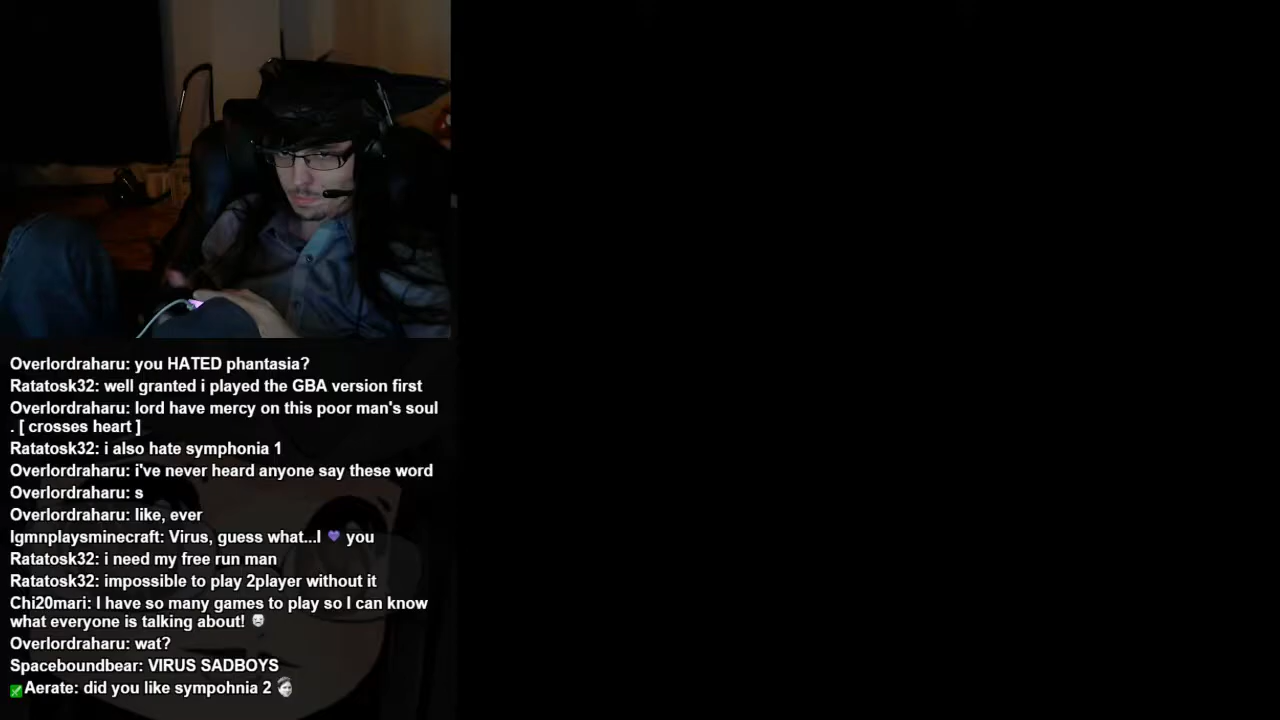 Overlordraharu: you HATED phantasia?
Ratatosk32: well granted i played the GBA version first
Overlordraharu: lord have mercy on this poor man's soul
. [ crosses heart ]
Ratatosk32: i also hate symphonia 1
Overlordraharu: i've never heard anyone say these word
Overlordraharu: s
Overlordraharu: like, ever
Igmnplaysminecraft: Virus, guess what...I 💜 you
Ratatosk32: i need my free run man
Ratatosk32: impossible to play 2player without it
Chi20mari: I have so many games to play so I can know
what everyone is talking about!
Overlordraharu: wat?
Spaceboundbear: VIRUS SADBOYS
Aerate: did you like sympohnia 2